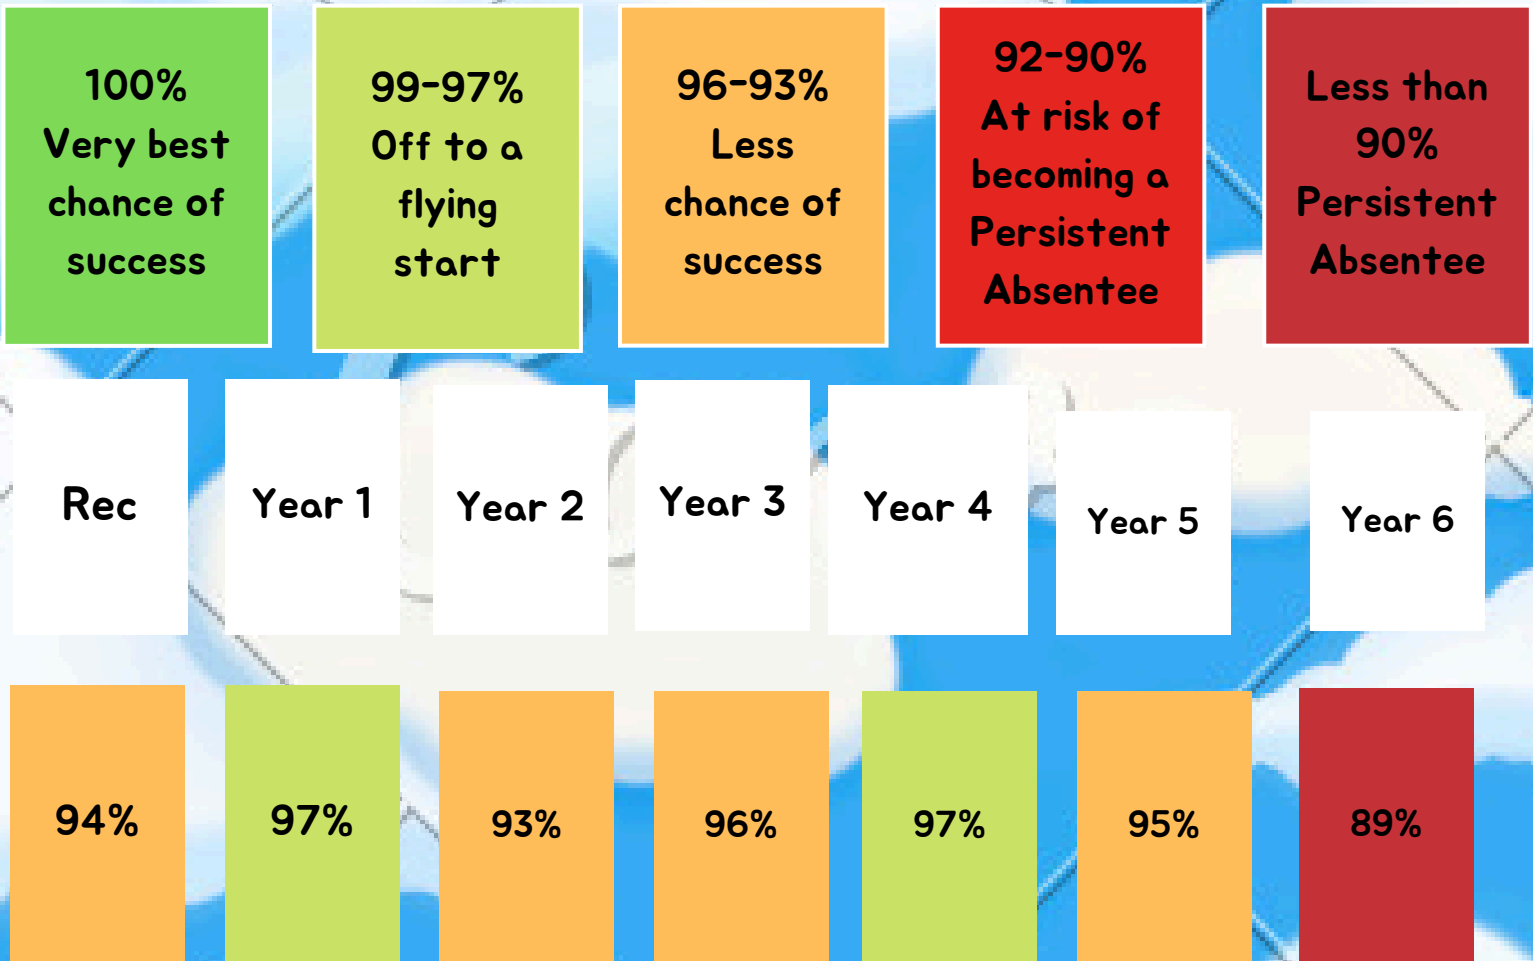 100%
Very best
chance of
success
99-97%
Off to a
flying
start
96-93%
Less
chance of
success
92-90%
At risk of
becoming a
Persistent
Absentee
Less than
90%
Persistent
Absentee
Rec
Year 1
Year 2
Year 3
Year 4
Year 5
Year 6
94%
97%
93%
96%
97%
95%
89%